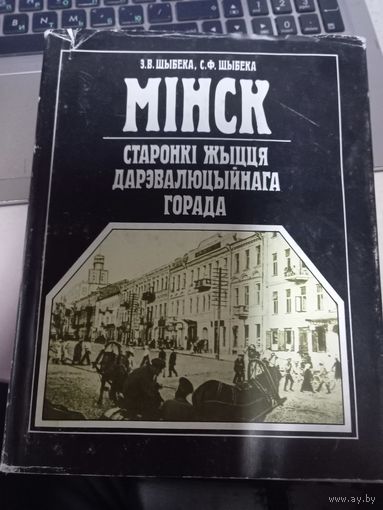 З.В. ШЫБЕКА, С.Ф. ШЫБЕКА
МІНСК
СТАРОНКІ ЖЫЦЦЯ
ДАРЭВАЛЮЦЫЙНАГА
ГОРАДА
www.ay.by